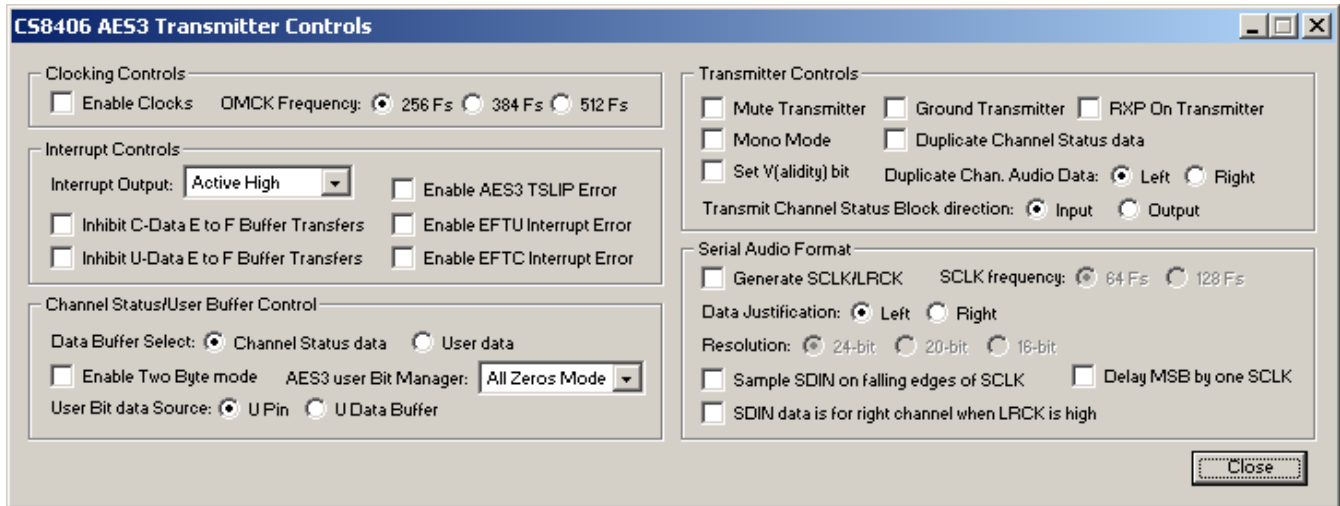 CS8406 AES3 Transmitter Controls
Clocking Controls
Enable Clocks OMCK Frequency: 256 Fs 384 Fs 512 Fs
Interrupt Controls
Interrupt Output: Active High Enable AES3 TSLIP Error
Inhibit C-Data E to F Buffer Transfers Enable EFTU Interrupt Error
Inhibit U-Data E to F Buffer Transfers Enable EFTC Interrupt Error
Channel Status/User Buffer Control
Data Buffer Select: Channel Status data User data
Enable Two Byte mode AES3 user Bit Manager: All Zeros Mode
User Bit data Source: U Pin U Data Buffer
Transmitter Controls
Mute Transmitter Ground Transmitter RXP On Transmitter
Mono Mode Duplicate Channel Status data
Set V(alidity) bit Duplicate Chan. Audio Data: Left Right
Transmit Channel Status Block direction: Input Output
Serial Audio Format
Generate SCLK/LRCK SCLK frequency: 64 Fs 128 Fs
Data Justification: Left Right
Resolution: 24-bit 20-bit 16-bit
Sample SDIN on falling edges of SCLK Delay MSB by one SCLK
SDIN data is for right channel when LRCK is high
Close